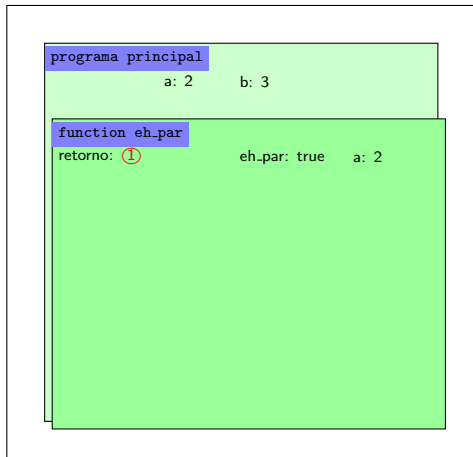 programa principal
a: 2 b: 3
function eh_par
retorno: 1 eh_par: true a: 2